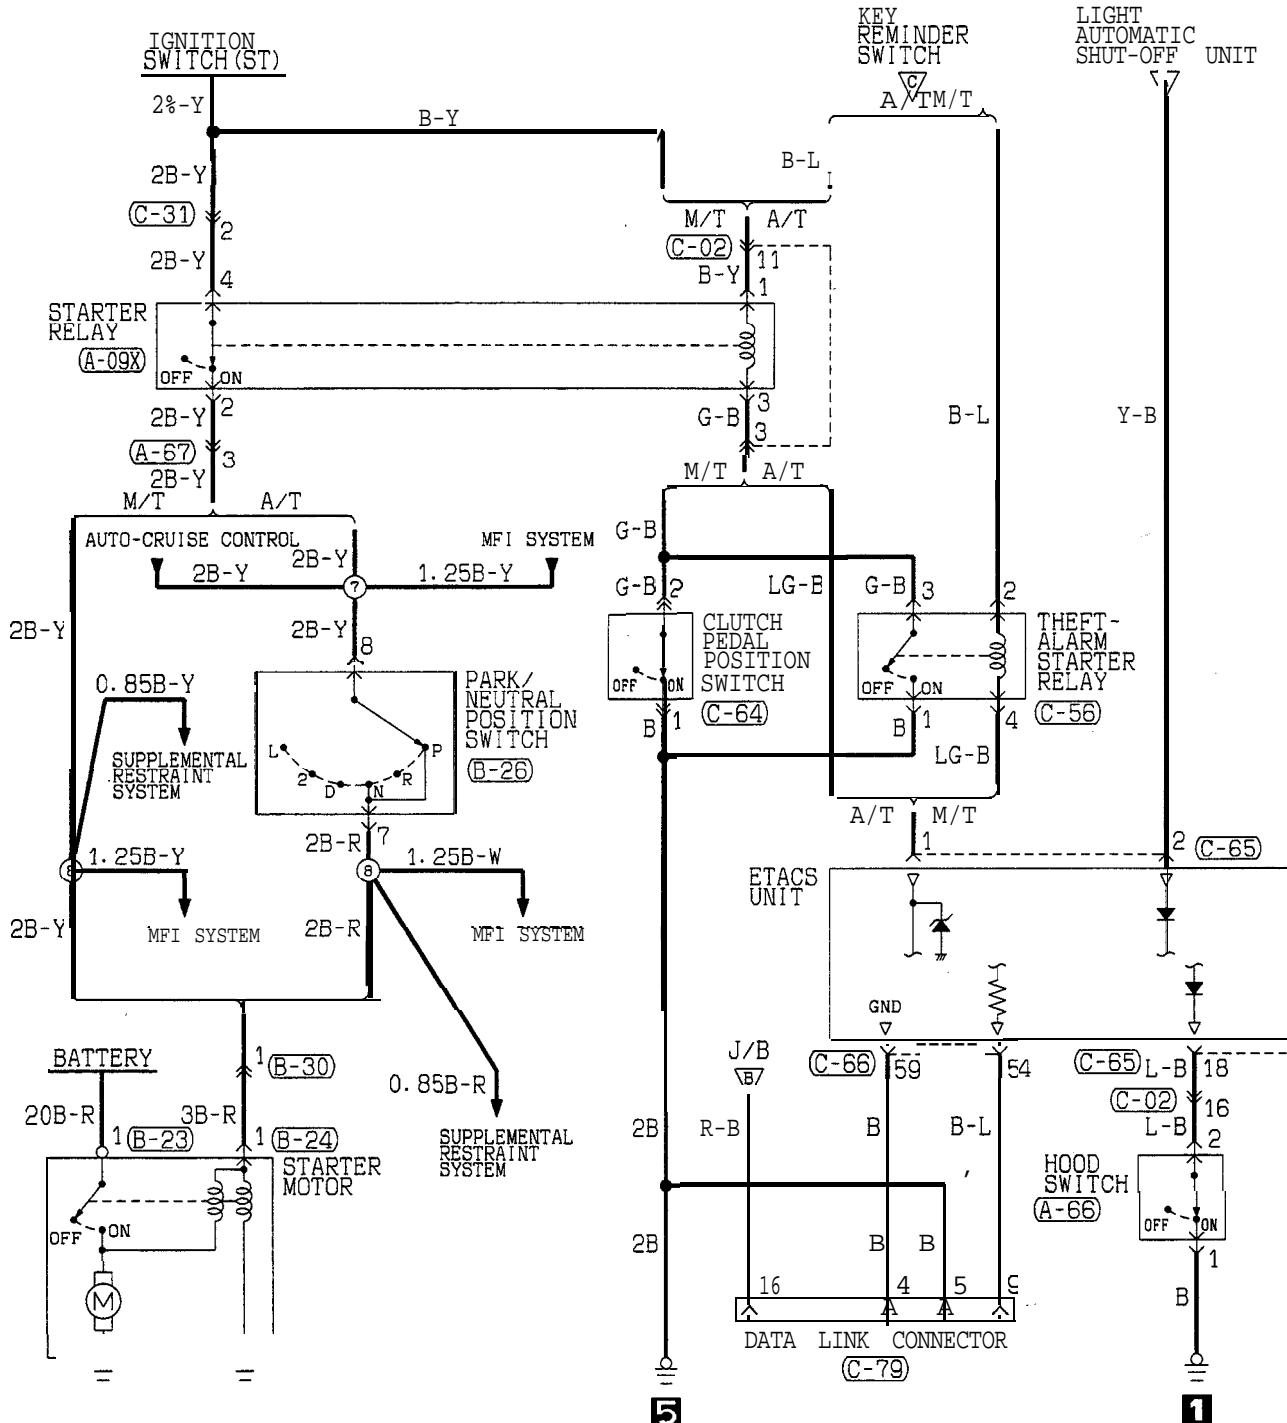 IGNITION
SWITCH(ST)
KEY
REMINDER
SWITCH
LIGHT
AUTOMATIC
SHUT-OFF UNIT
C
A/TM/T
2%-Y
B-Y
B-L
2B-Y
C-31
2
M/T A/T
C-02
11
2B-Y
4
B-Y
1
STARTER
RELAY
A-09X
OFF ON
2B-Y
2
G-B
3
B-L
Y-B
A-67
3
3
2B-Y
M/T A/T
M/T A/T
AUTO-CRUISE CONTROL
MFI SYSTEM
G-B
2B-Y
2B-Y
7
1.25B-Y
G-B
2
LG-B
G-B
3
2
2B-Y
2B-Y
8
CLUTCH
PEDAL
POSITION
SWITCH
C-64
OFF ON
B
1
THEFT-
ALARM
STARTER
RELAY
C-56
OFF ON
B
1
4
LG-B
0.85B-Y
SUPPLEMENTAL
RESTRAINT
SYSTEM
PARK/
NEUTRAL
POSITION
SWITCH
B-26
L
2
D
N
R
P
2B-R
7
A/T M/T
1
2
C-65
8
1.25B-Y
8
1.25B-W
ETACS
UNIT
2B-Y
MFI SYSTEM
2B-R
MFI SYSTEM
GND
BATTERY
1
B-30
J/B
B
C-66
59
54
C-65
L-B
18
C-02
16
0.85B-R
20B-R
1
B-23
3B-R
1
B-24
2B
R-B
B
B-L
L-B
2
STARTER
MOTOR
SUPPLEMENTAL
RESTRAINT
SYSTEM
HOOD
SWITCH
A-66
OFF ON
OFF
ON
2B
B
B
1
M
16
4
5
9
B
DATA LINK CONNECTOR
C-79
5
1